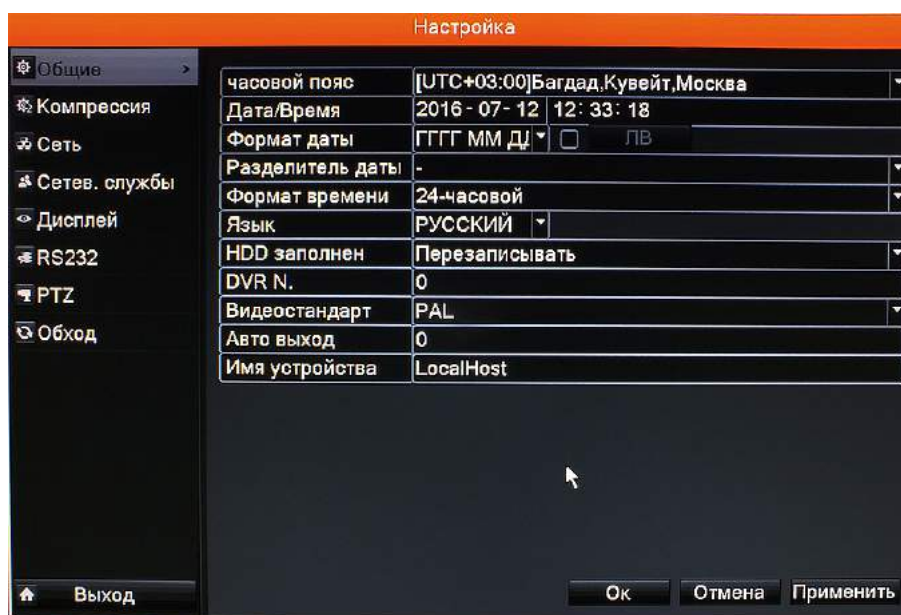 Настройка
Общие >
Компрессия
Сеть
Сетев. службы
Дисплей
RS232
PTZ
Обход
Выход
часовой пояс [UTC+03:00]Багдад,Кувейт,Москва
Дата/Время 2016-07-12 12:33:18
Формат даты ГГГГ ММ ДД ЛВ
Разделитель даты -
Формат времени 24-часовой
Язык РУССКИЙ
HDD заполнен Перезаписывать
DVR N. 0
Видеостандарт PAL
Авто выход 0
Имя устройства LocalHost
Ок Отмена Применить